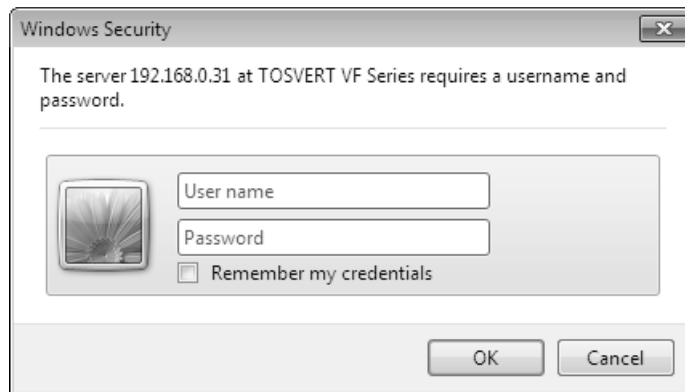 Windows Security
The server 192.168.0.31 at TOSVERT VF Series requires a username and
password.
User name
Password
Remember my credentials
OK
Cancel